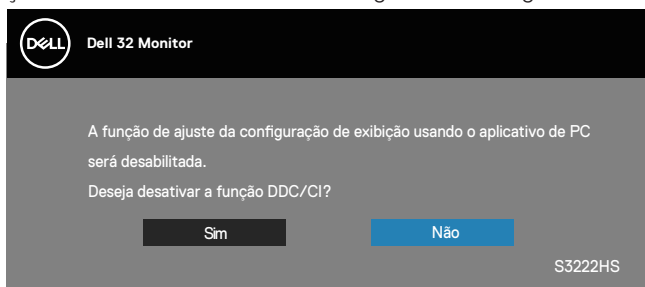 DELL
Dell 32 Monitor
A função de ajuste da configuração de exibição usando o aplicativo de PC
será desabilitada.
Deseja desativar a função DDC/CI?
Sim Não
S3222HS